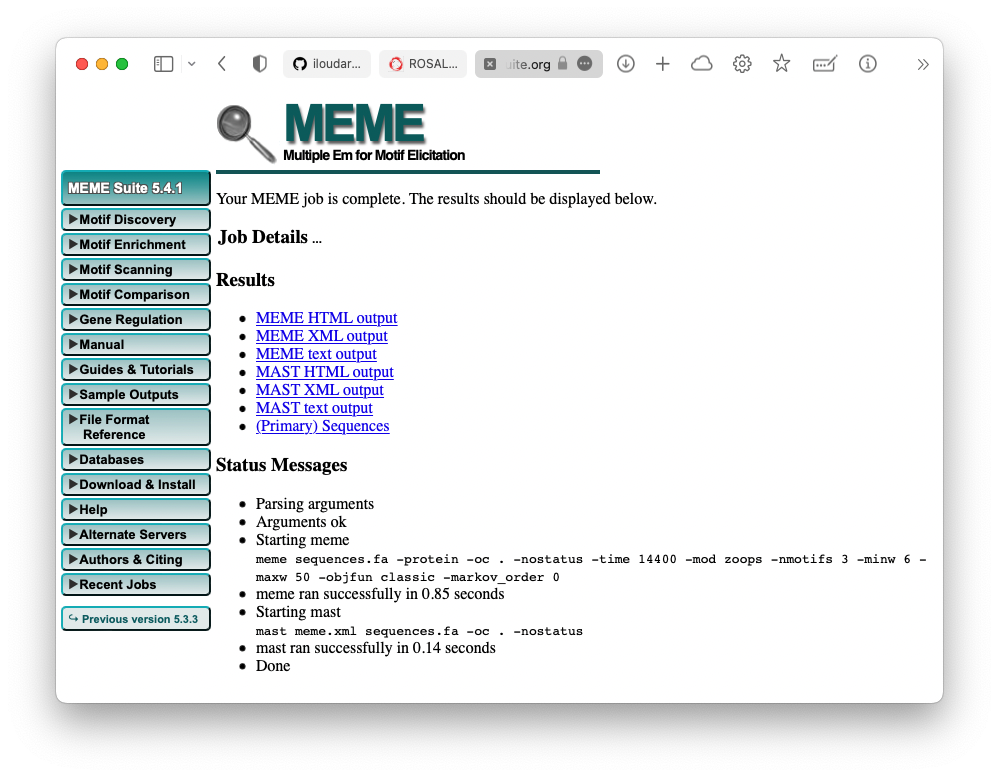 iloudar...
ROSAL...
uite.org
MEME
Multiple Em for Motif Elicitation
MEME Suite 5.4.1
Motif Discovery
Motif Enrichment
Motif Scanning
Motif Comparison
Gene Regulation
Manual
Guides & Tutorials
Sample Outputs
File Format
Reference
Databases
Download & Install
Help
Alternate Servers
Authors & Citing
Recent Jobs
↪ Previous version 5.3.3
Your MEME job is complete. The results should be displayed below.
Job Details ...
Results
MEME HTML output
MEME XML output
MEME text output
MAST HTML output
MAST XML output
MAST text output
(Primary) Sequences
Status Messages
Parsing arguments
Arguments ok
Starting meme
meme sequences.fa -protein -oc . -nostatus -time 14400 -mod zoops -nmotifs 3 -minw 6 -
maxw 50 -objfun classic -markov_order 0
meme ran successfully in 0.85 seconds
Starting mast
mast meme.xml sequences.fa -oc . -nostatus
mast ran successfully in 0.14 seconds
Done